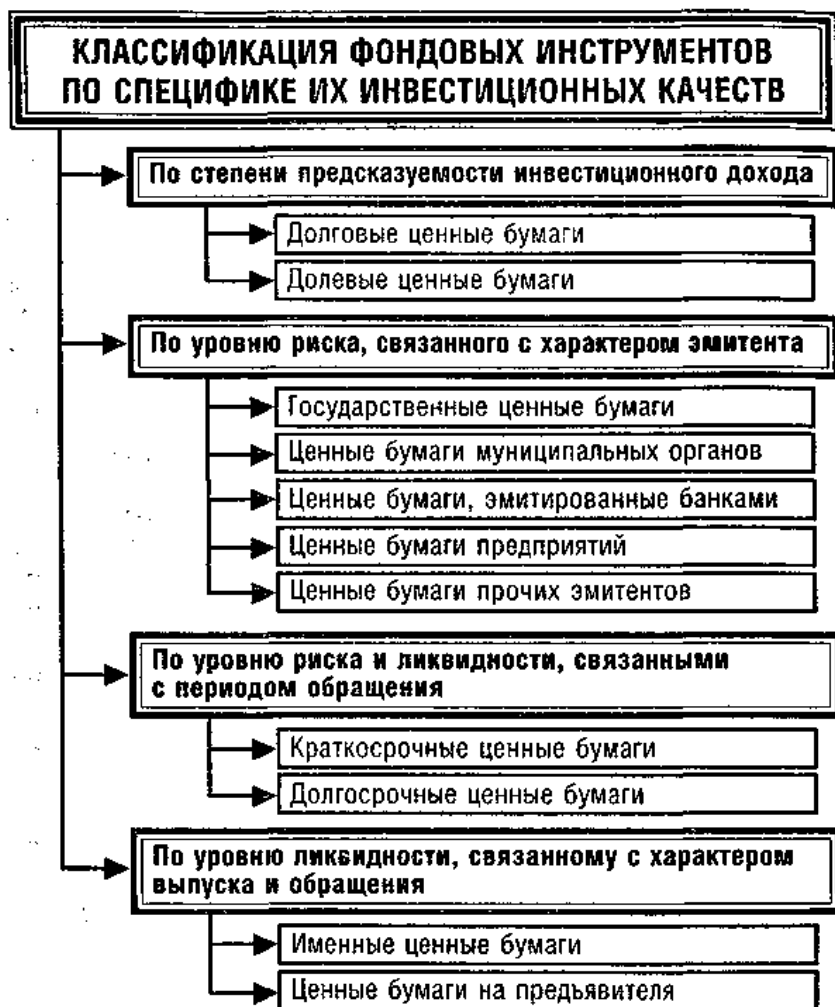 КЛАССИФИКАЦИЯ ФОНДОВЫХ ИНСТРУМЕНТОВ
ПО СПЕЦИФИКЕ ИХ ИНВЕСТИЦИОННЫХ КАЧЕСТВ
По степени предсказуемости инвестиционного дохода
Долговые ценные бумаги
Долевые ценные бумаги
По уровню риска, связанного с характером эмитента
Государственные ценные бумаги
Ценные бумаги муниципальных органов
Ценные бумаги, эмитированные банками
Ценные бумаги предприятий
Ценные бумаги прочих эмитентов
По уровню риска и ликвидности, связанными
с периодом обращения
Краткосрочные ценные бумаги
Долгосрочные ценные бумаги
По уровню ликвидности, связанному с характером
выпуска и обращения
Именные ценные бумаги
Ценные бумаги на предъявителя